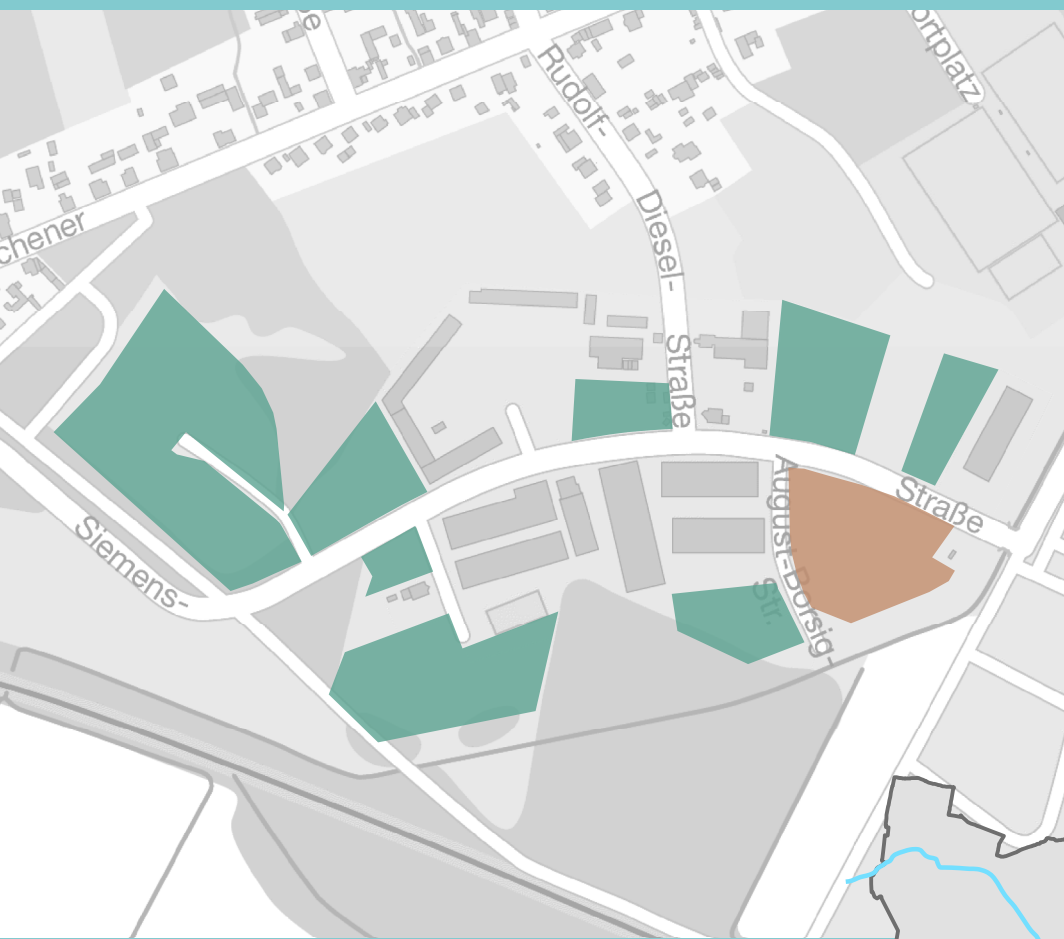 e
ortplatz
Rudolf-
chener
Diesel-
Straße
August-Borsig-
Str.
Straße
Siemens-